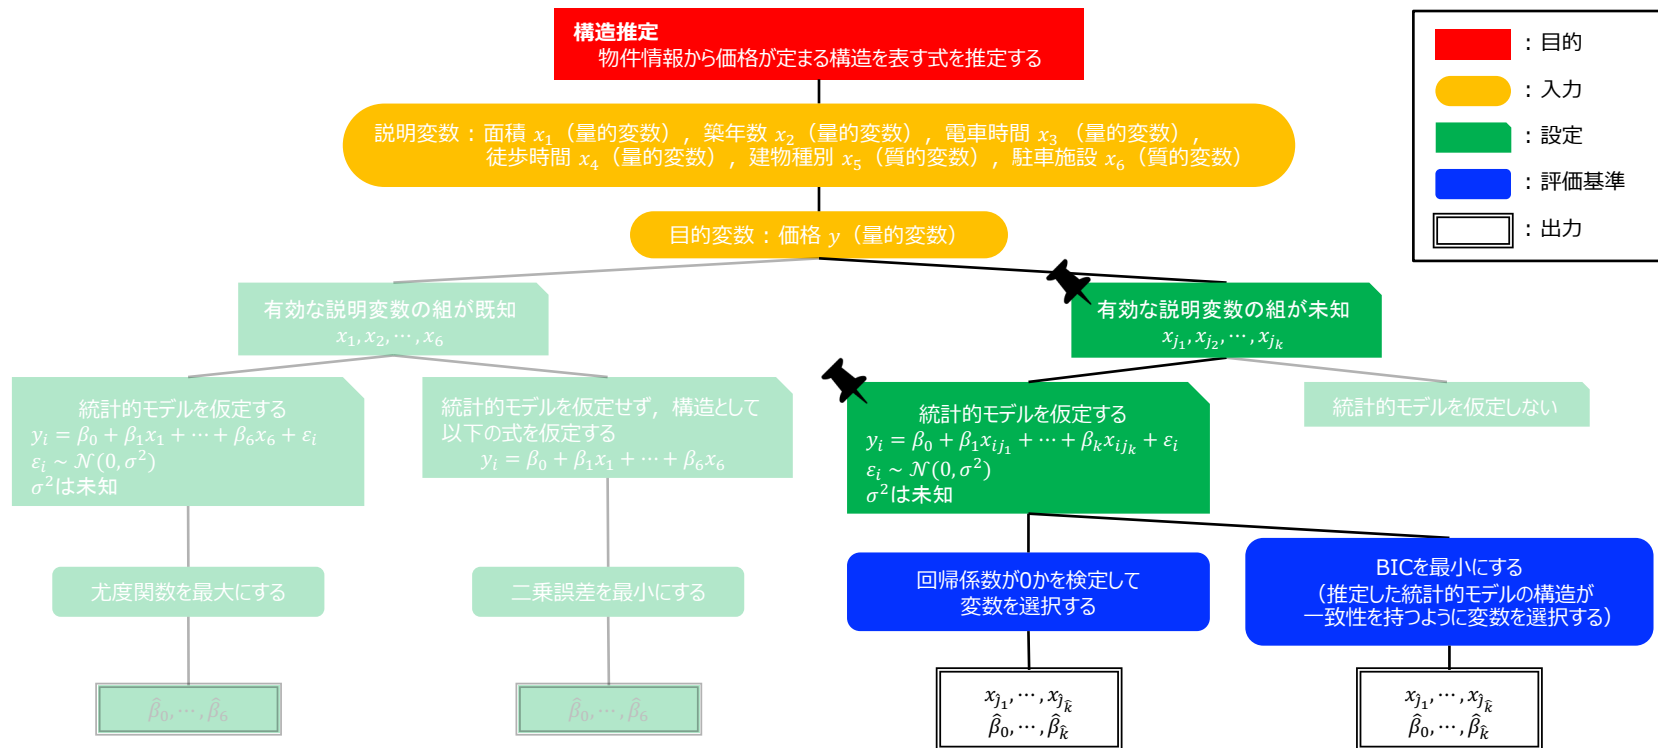 構造推定
物件情報から価格が定まる構造を表す式を推定する
：目的
：入力
：設定
：評価基準
：出力
説明変数：面積 x₁（量的変数）, 築年数 x₂（量的変数）, 電車時間 x₃（量的変数）,
徒歩時間 x₄（量的変数）, 建物種別 x₅（質的変数）, 駐車施設 x₆（質的変数）
目的変数：価格 y（量的変数）
有効な説明変数の組が既知
x₁, x₂, ⋯, x₆
有効な説明変数の組が未知
x_{j₁}, x_{j₂}, ⋯, x_{j_k}
統計的モデルを仮定する
y_i = β₀ + β₁x₁ + ⋯ + β₆x₆ + ε_i
ε_i ~ 𝒩(0, σ²)
σ²は未知
統計的モデルを仮定せず，構造として
以下の式を仮定する
y_i = β₀ + β₁x₁ + ⋯ + β₆x₆
統計的モデルを仮定する
y_i = β₀ + β₁x_{ij₁} + ⋯ + β_kx_{ij_k} + ε_i
ε_i ~ 𝒩(0, σ²)
σ²は未知
統計的モデルを仮定しない
尤度関数を最大にする
二乗誤差を最小にする
回帰係数が0かを検定して
変数を選択する
BICを最小にする
（推定した統計的モデルの構造が
一致性を持つように変数を選択する）
β̂₀, ⋯, β̂₆
β̂₀, ⋯, β̂₆
x_{ĵ₁}, ⋯, x_{ĵ_k̂}
β̂₀, ⋯, β̂_k̂
x_{ĵ₁}, ⋯, x_{ĵ_k̂}
β̂₀, ⋯, β̂_k̂